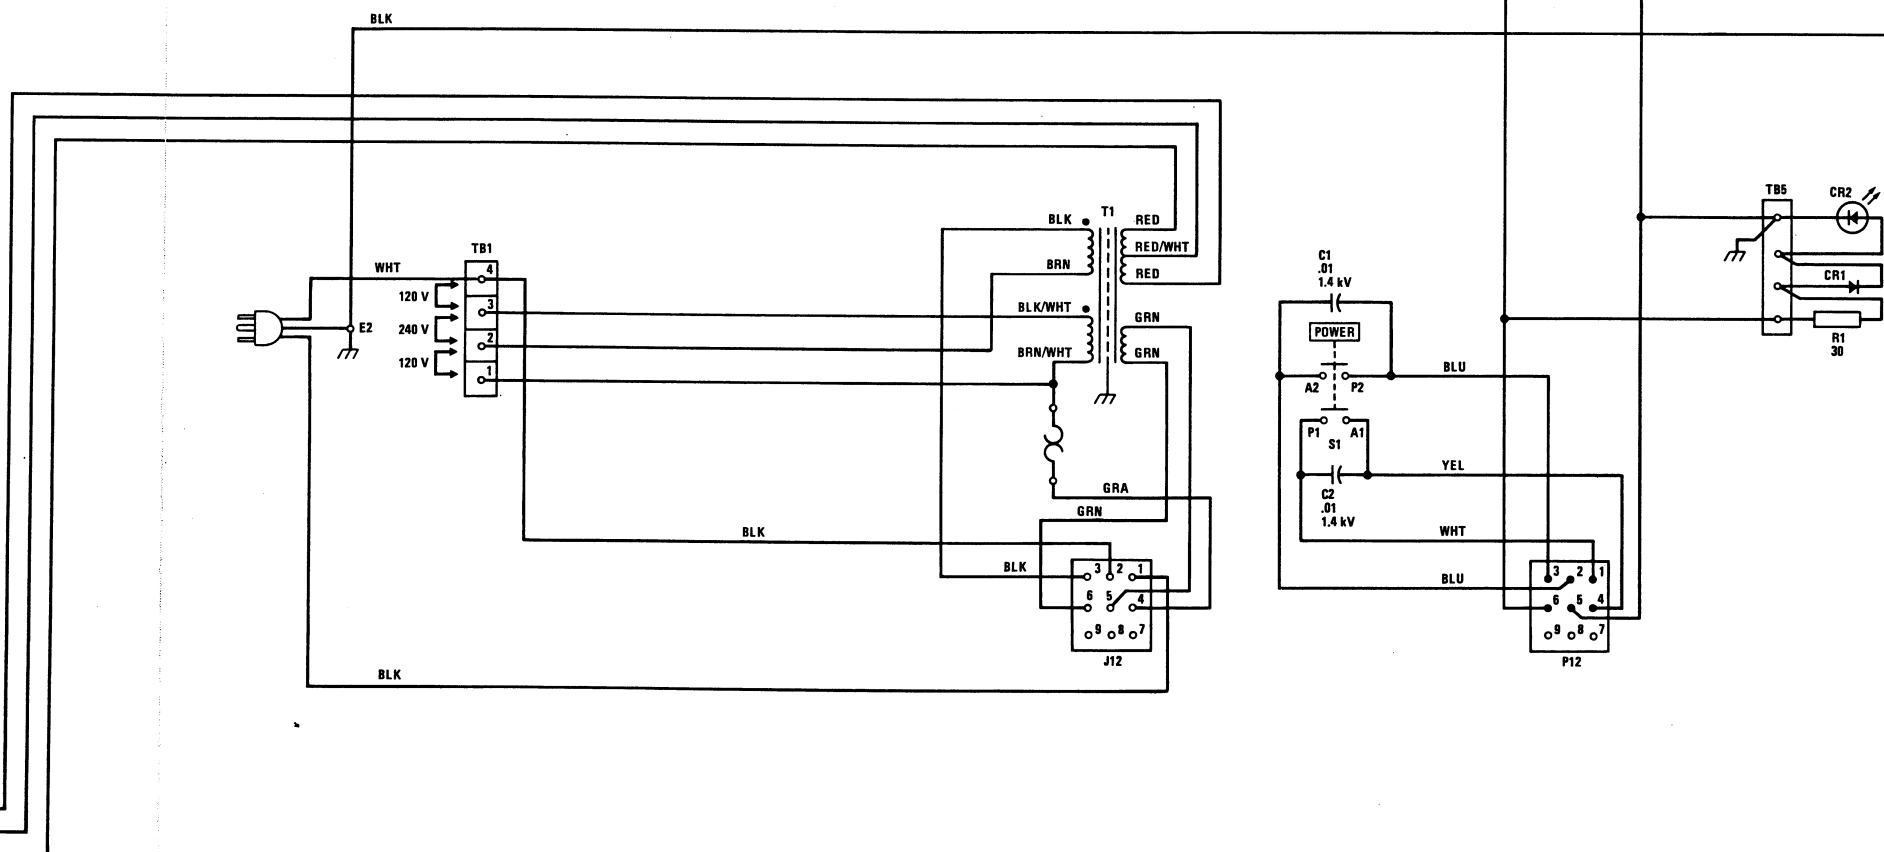 BLK
TB1
WHT
4
120 V
3
240 V
E2
2
120 V
1
T1
BLK
RED
RED/WHT
BRN
RED
BLK/WHT
GRN
BRN/WHT
GRN
GRA
GRN
BLK
BLK
3 2 1
6 5 4
9 8 7
J12
BLK
C1
.01
1.4 kV
POWER
A2 P2
BLU
P1 A1
S1
YEL
C2
.01
1.4 kV
WHT
BLU
3 2 1
6 5 4
9 8 7
P12
TB5
CR2
CR1
R1
30